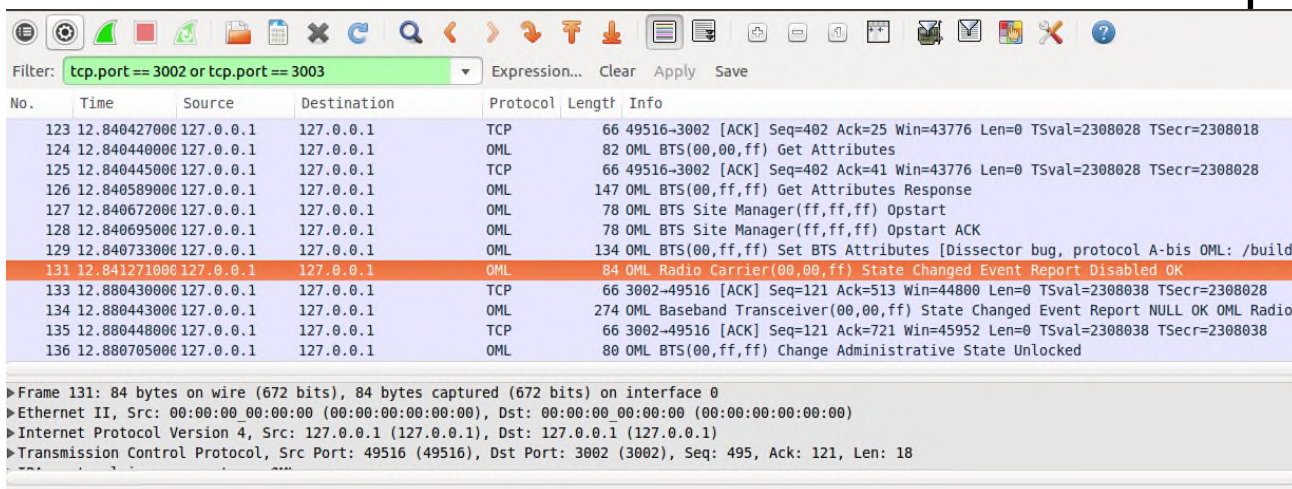 Filter: tcp.port == 3002 or tcp.port == 3003 Expression... Clear Apply Save
No. Time Source Destination Protocol Length Info
123 12.840427000 127.0.0.1 127.0.0.1 TCP 66 49516→3002 [ACK] Seq=402 Ack=25 Win=43776 Len=0 TSval=2308028 TSecr=2308018
124 12.840440000 127.0.0.1 127.0.0.1 OML 82 OML BTS(00,00,ff) Get Attributes
125 12.840445000 127.0.0.1 127.0.0.1 TCP 66 49516→3002 [ACK] Seq=402 Ack=41 Win=43776 Len=0 TSval=2308028 TSecr=2308028
126 12.840589000 127.0.0.1 127.0.0.1 OML 147 OML BTS(00,ff,ff) Get Attributes Response
127 12.840672000 127.0.0.1 127.0.0.1 OML 78 OML BTS Site Manager(ff,ff,ff) Opstart
128 12.840695000 127.0.0.1 127.0.0.1 OML 78 OML BTS Site Manager(ff,ff,ff) Opstart ACK
129 12.840733000 127.0.0.1 127.0.0.1 OML 134 OML BTS(00,ff,ff) Set BTS Attributes [Dissector bug, protocol A-bis OML: /build
131 12.841271000 127.0.0.1 127.0.0.1 OML 84 OML Radio Carrier(00,00,ff) State Changed Event Report Disabled OK
133 12.880430000 127.0.0.1 127.0.0.1 TCP 66 3002→49516 [ACK] Seq=121 Ack=513 Win=44800 Len=0 TSval=2308038 TSecr=2308028
134 12.880443000 127.0.0.1 127.0.0.1 OML 274 OML Baseband Transceiver(00,00,ff) State Changed Event Report NULL OK OML Radio
135 12.880448000 127.0.0.1 127.0.0.1 TCP 66 3002→49516 [ACK] Seq=121 Ack=721 Win=45952 Len=0 TSval=2308038 TSecr=2308038
136 12.880705000 127.0.0.1 127.0.0.1 OML 80 OML BTS(00,ff,ff) Change Administrative State Unlocked
Frame 131: 84 bytes on wire (672 bits), 84 bytes captured (672 bits) on interface 0
Ethernet II, Src: 00:00:00_00:00:00 (00:00:00:00:00:00), Dst: 00:00:00_00:00:00 (00:00:00:00:00:00)
Internet Protocol Version 4, Src: 127.0.0.1 (127.0.0.1), Dst: 127.0.0.1 (127.0.0.1)
Transmission Control Protocol, Src Port: 49516 (49516), Dst Port: 3002 (3002), Seq: 495, Ack: 121, Len: 18